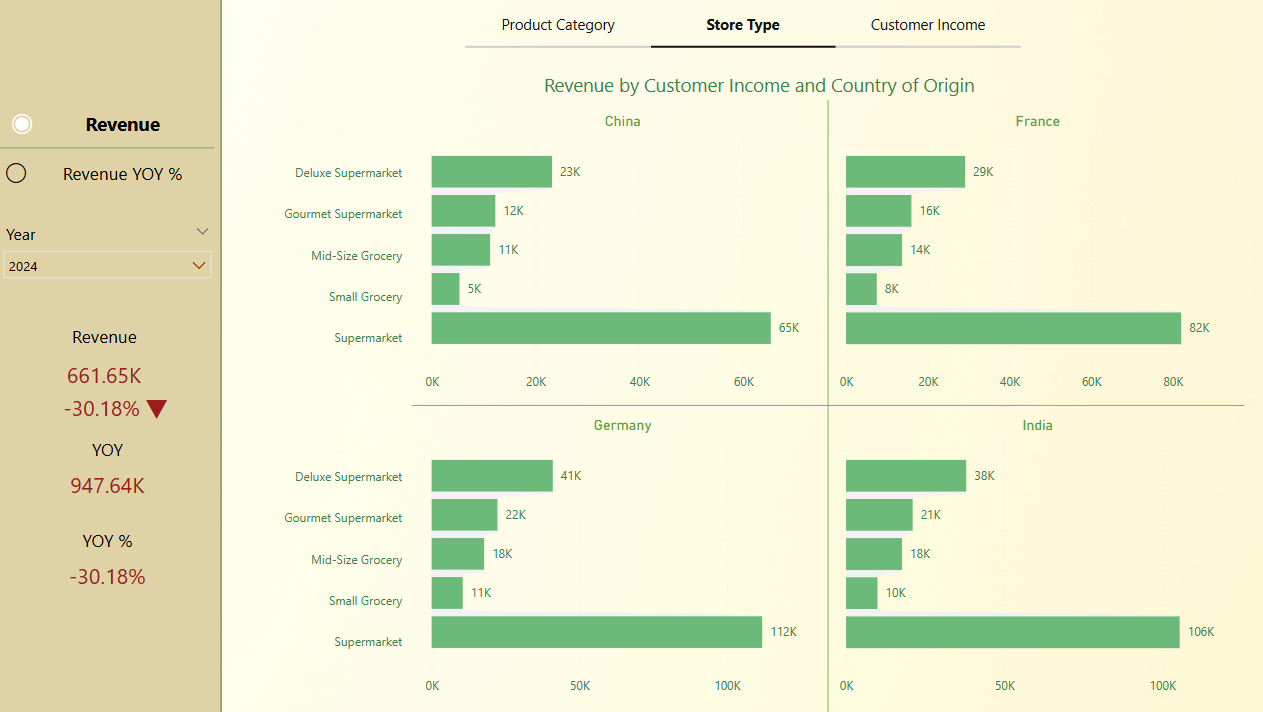 Product Category
Store Type
Customer Income
Revenue
Revenue YOY %
Year
2024
Revenue
661.65K
-30.18%
YOY
947.64K
YOY %
-30.18%
Revenue by Customer Income and Country of Origin
China
Deluxe Supermarket 23K
Gourmet Supermarket 12K
Mid-Size Grocery 11K
Small Grocery 5K
Supermarket 65K
0K 20K 40K 60K
France
29K
16K
14K
8K
82K
0K 20K 40K 60K 80K
Germany
Deluxe Supermarket 41K
Gourmet Supermarket 22K
Mid-Size Grocery 18K
Small Grocery 11K
Supermarket 112K
0K 50K 100K
India
38K
21K
18K
10K
106K
0K 50K 100K